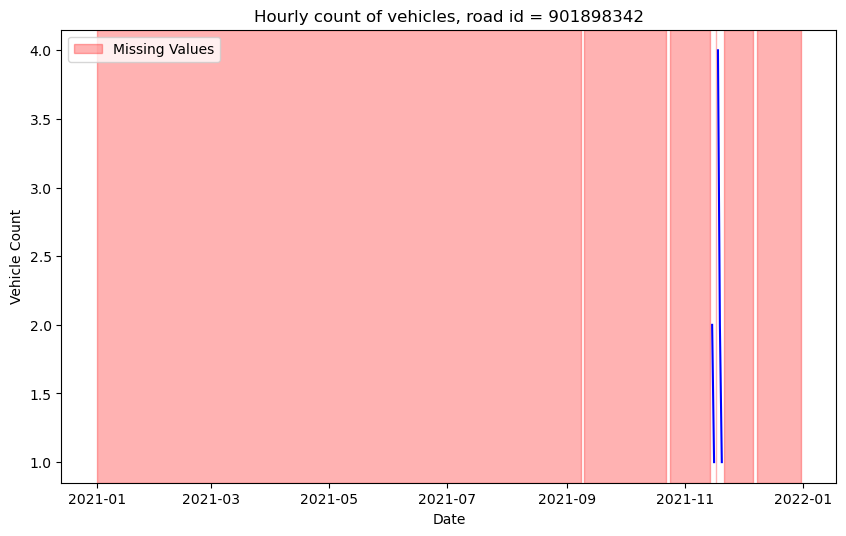 Hourly count of vehicles, road id = 901898342
Missing Values
Vehicle Count
4.0
3.5
3.0
2.5
2.0
1.5
1.0
2021-01 2021-03 2021-05 2021-07 2021-09 2021-11 2022-01
Date